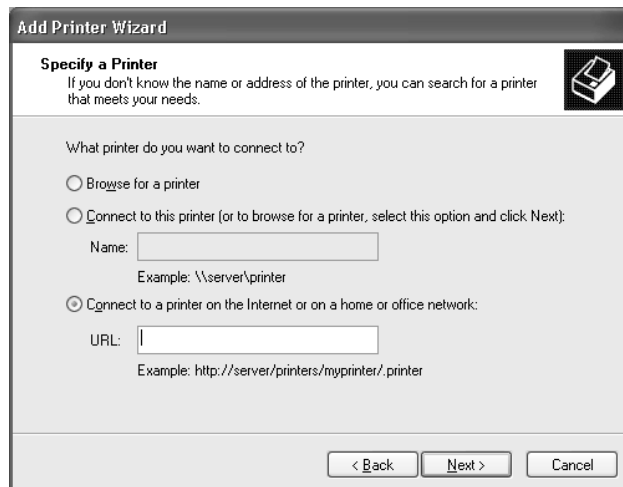 Add Printer Wizard
Specify a Printer
If you don't know the name or address of the printer, you can search for a printer
that meets your needs.
What printer do you want to connect to?
Browse for a printer
Connect to this printer (or to browse for a printer, select this option and click Next):
Name:
Example: \\server\printer
Connect to a printer on the Internet or on a home or office network:
URL:
Example: http://server/printers/myprinter/.printer
< Back Next > Cancel